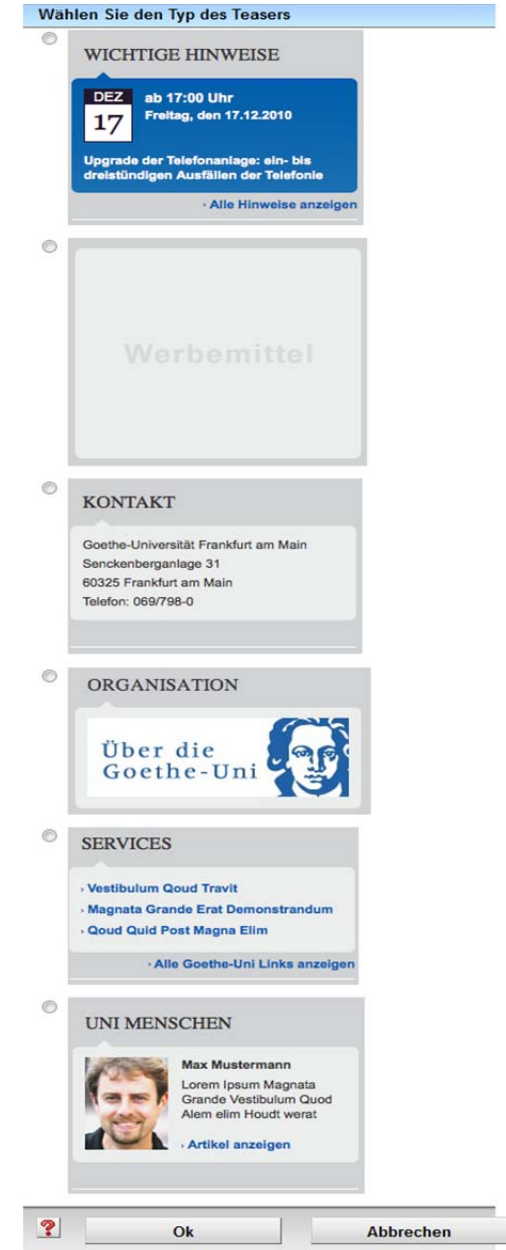 Wählen Sie den Typ des Teasers
WICHTIGE HINWEISE
DEZ
17
ab 17:00 Uhr
Freitag, den 17.12.2010
Upgrade der Telefonanlage: ein- bis
dreistündigen Ausfällen der Telefonie
› Alle Hinweise anzeigen
Werbemittel
KONTAKT
Goethe-Universität Frankfurt am Main
Senckenberganlage 31
60325 Frankfurt am Main
Telefon: 069/798-0
ORGANISATION
Über die
Goethe-Uni
SERVICES
› Vestibulum Qoud Travit
› Magnata Grande Erat Demonstrandum
› Qoud Quid Post Magna Elim
› Alle Goethe-Uni Links anzeigen
UNI MENSCHEN
Max Mustermann
Lorem Ipsum Magnata
Grande Vestibulum Quod
Alem elim Houdt werat
› Artikel anzeigen
?
Ok
Abbrechen